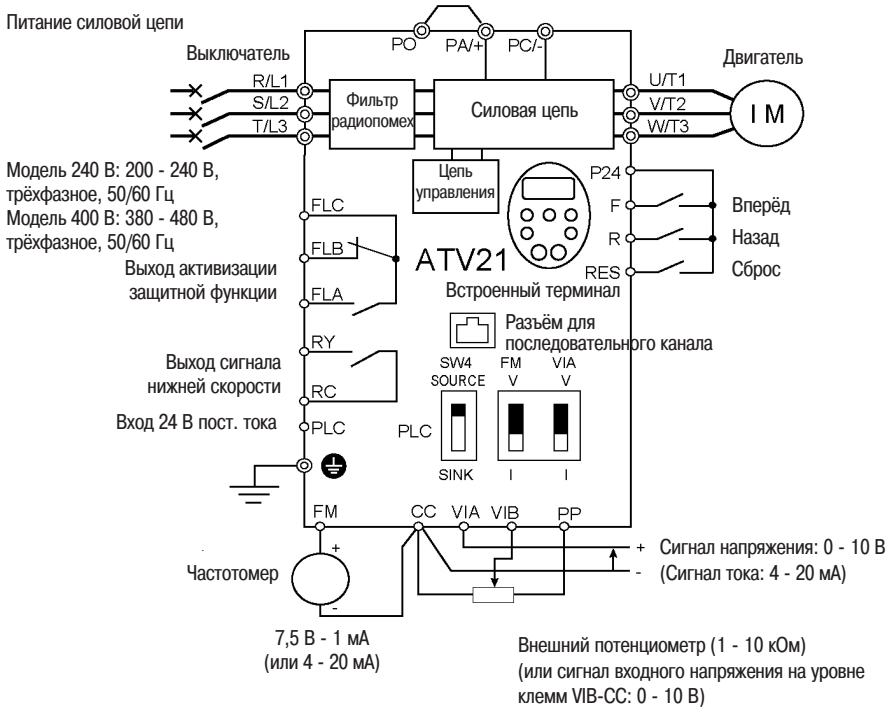 Питание силовой цепи
PO
PA/+
PC/-
Выключатель
Двигатель
R/L1
S/L2
T/L3
Фильтр
радиопомех
Силовая цепь
U/T1
V/T2
W/T3
I M
Цепь
управления
Модель 240 В: 200 - 240 В,
трёхфазное, 50/60 Гц
Модель 400 В: 380 - 480 В,
трёхфазное, 50/60 Гц
P24
F
Вперёд
R
Назад
RES
Сброс
FLC
FLB
FLA
Выход активизации
защитной функции
ATV21
Встроенный терминал
Разъём для
последовательного канала
RY
RC
Выход сигнала
нижней скорости
Вход 24 В пост. тока
PLC
SW4
SOURCE
PLC
SINK
FM
V
I
VIA
V
I
FM
CC
VIA
VIB
PP
+
-
Частотомер
7,5 В - 1 мА
(или 4 - 20 мА)
+ Сигнал напряжения: 0 - 10 В
- (Сигнал тока: 4 - 20 мА)
Внешний потенциометр (1 - 10 кОм)
(или сигнал входного напряжения на уровне
клемм VIB-CC: 0 - 10 В)